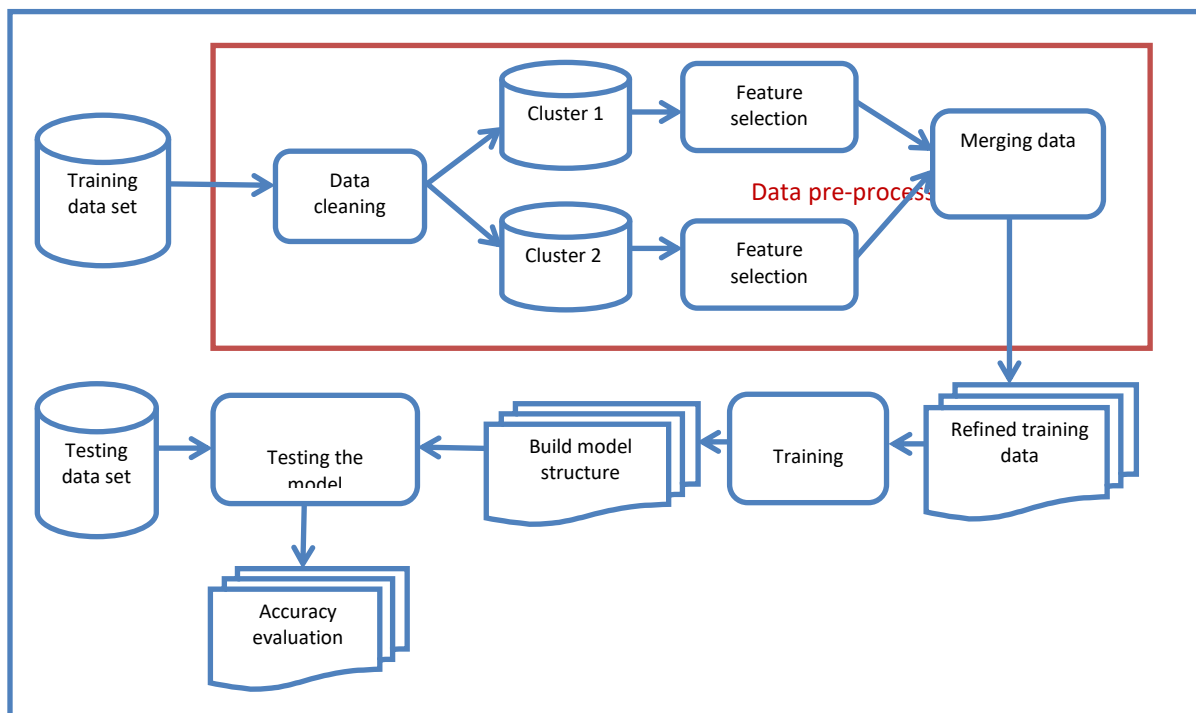 Cluster 1
Feature
selection
Merging data
Training
data set
Data
cleaning
Data pre-process
Cluster 2
Feature
selection
Testing
data set
Testing the
model
Build model
structure
Training
Refined training
data
Accuracy
evaluation